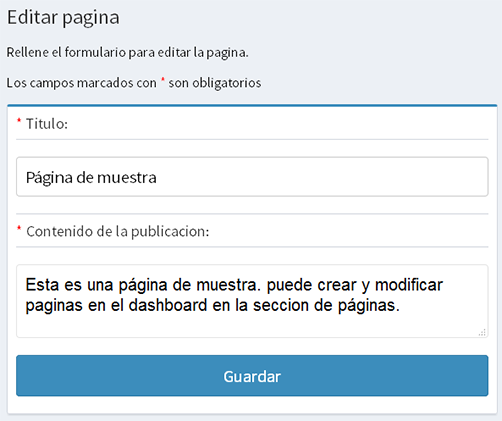 Editar pagina
Rellene el formulario para editar la pagina.
Los campos marcados con * son obligatorios
* Titulo:
Página de muestra
* Contenido de la publicacion:
Esta es una página de muestra. puede crear y modificar
paginas en el dashboard en la seccion de páginas.
Guardar